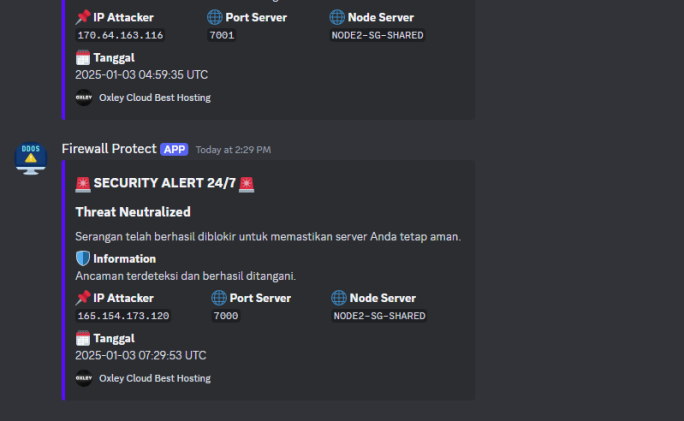 IP Attacker Port Server Node Server
170.64.163.116 7001 NODE2-SG-SHARED
Tanggal
2025-01-03 04:59:35 UTC
OXLEY Oxley Cloud Best Hosting
DDOS
Firewall Protect APP Today at 2:29 PM
SECURITY ALERT 24/7
Threat Neutralized
Serangan telah berhasil diblokir untuk memastikan server Anda tetap aman.
Information
Ancaman terdeteksi dan berhasil ditangani.
IP Attacker Port Server Node Server
165.154.173.120 7000 NODE2-SG-SHARED
Tanggal
2025-01-03 07:29:53 UTC
OXLEY Oxley Cloud Best Hosting